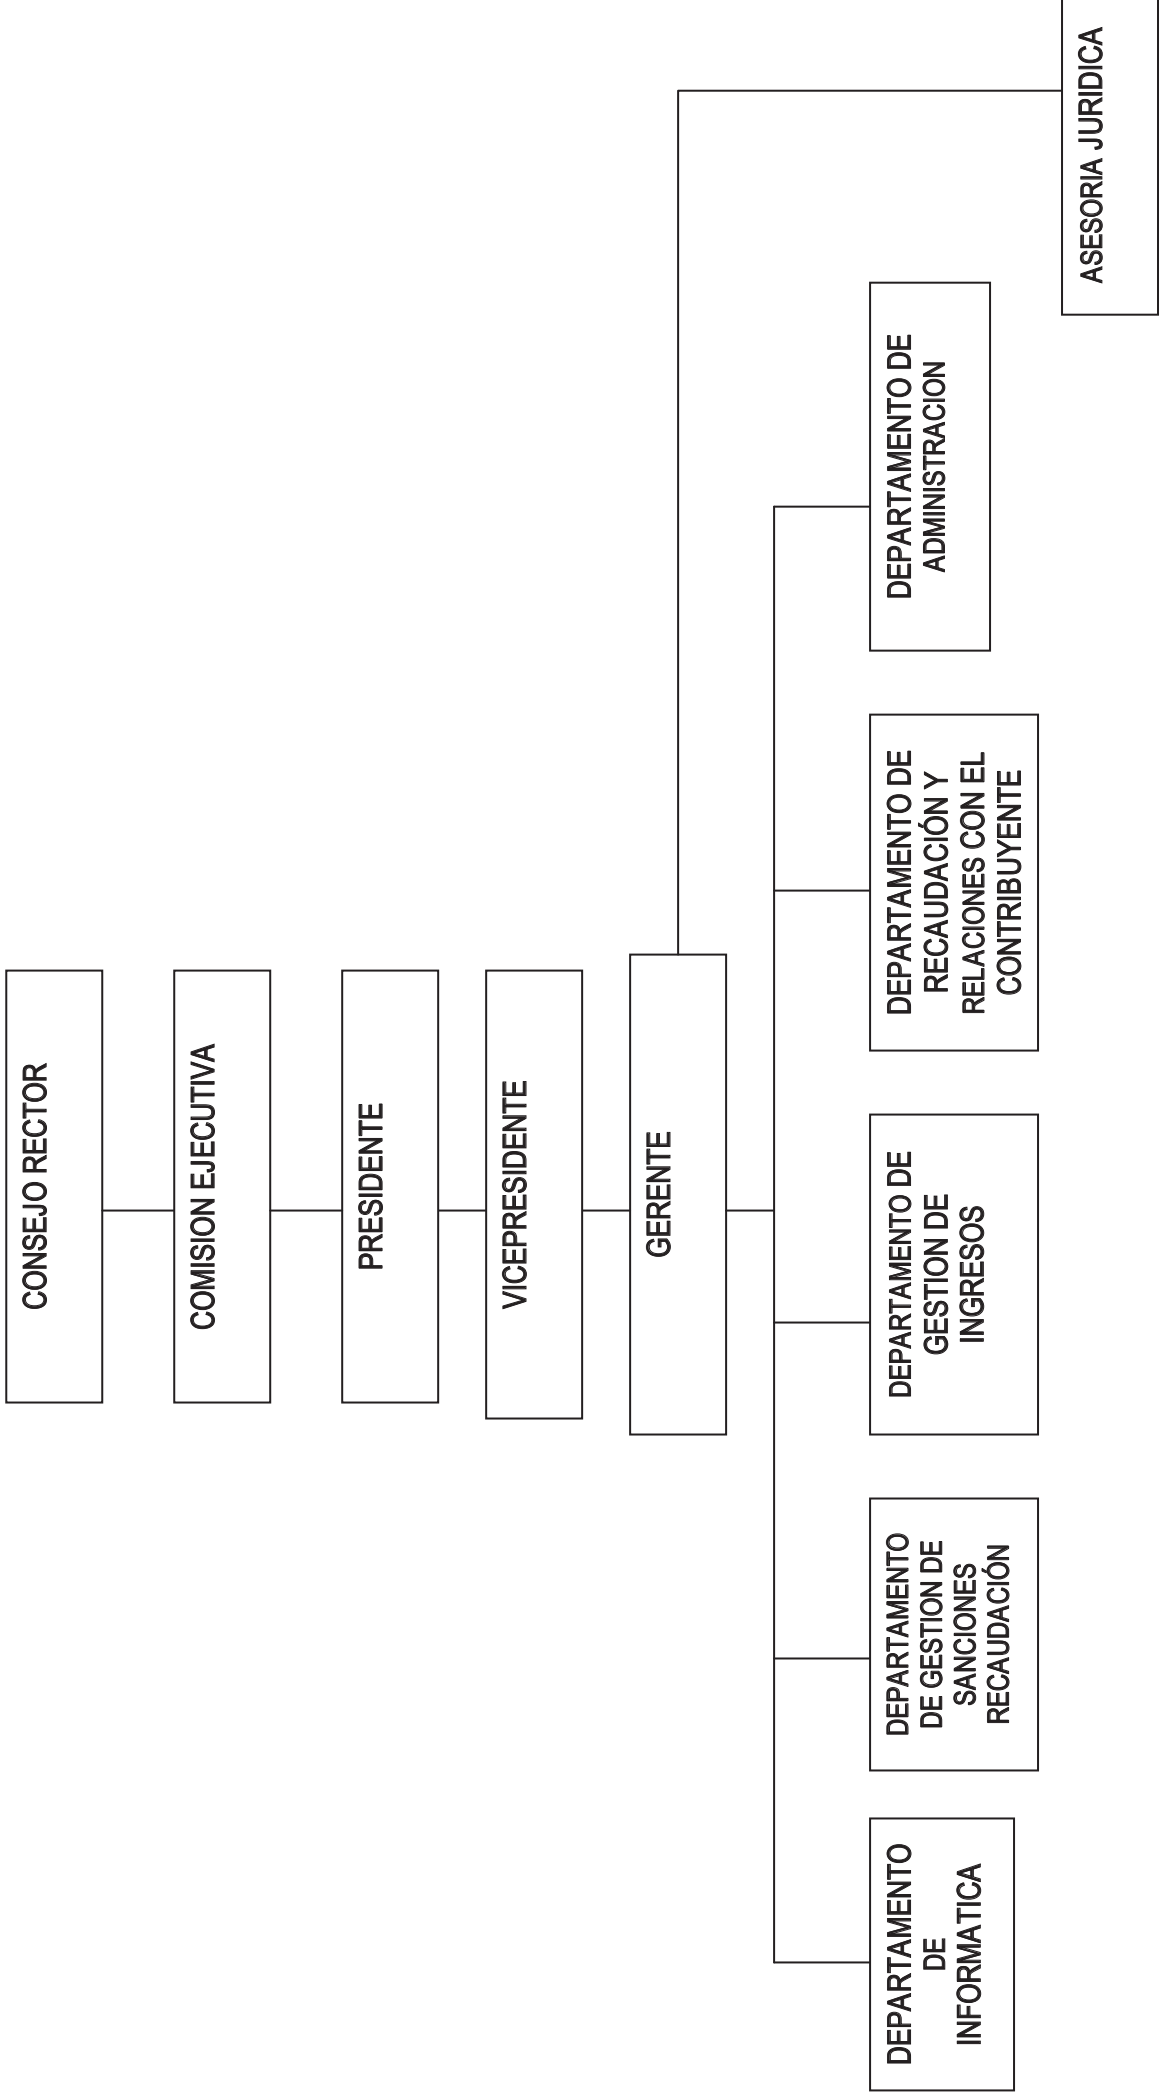 CONSEJO RECTOR
COMISION EJECUTIVA
PRESIDENTE
VICEPRESIDENTE
GERENTE
DEPARTAMENTO
DE
INFORMATICA
DEPARTAMENTO
DE GESTION DE
SANCIONES
RECAUDACIÓN
DEPARTAMENTO DE
GESTION DE
INGRESOS
DEPARTAMENTO DE
RECAUDACIÓN Y
RELACIONES CON EL
CONTRIBUYENTE
DEPARTAMENTO DE
ADMINISTRACION
ASESORIA JURIDICA